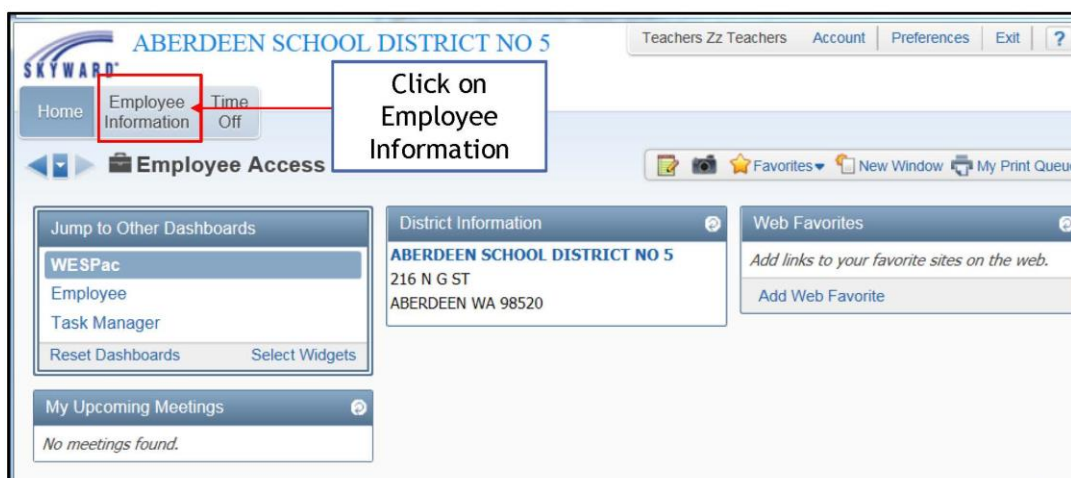 ABERDEEN SCHOOL DISTRICT NO 5
Teachers Zz Teachers Account Preferences Exit ?
SKYWARD
Home
Employee Information
Time Off
Click on
Employee
Information
Employee Access
Favorites New Window My Print Queue
Jump to Other Dashboards
WESPac
Employee
Task Manager
Reset Dashboards Select Widgets
District Information
ABERDEEN SCHOOL DISTRICT NO 5
216 N G ST
ABERDEEN WA 98520
Web Favorites
Add links to your favorite sites on the web.
Add Web Favorite
My Upcoming Meetings
No meetings found.